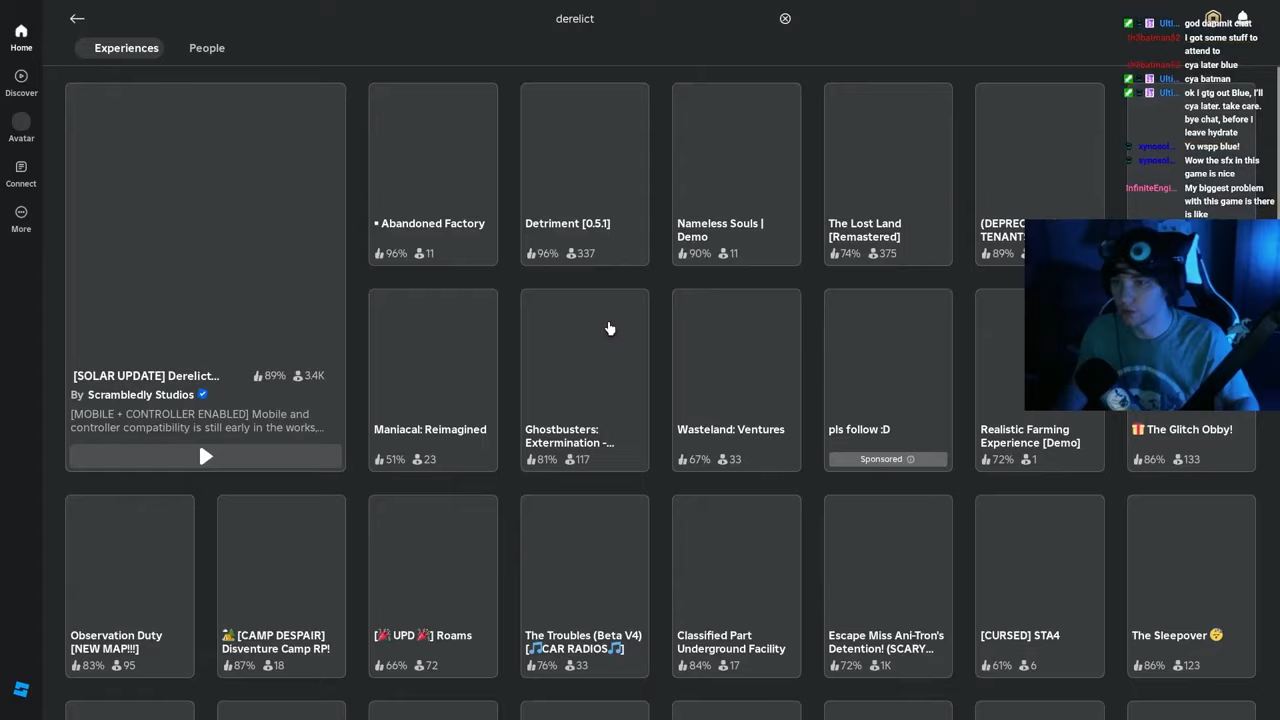 derelict
Experiences
People
Home
Discover
Avatar
Connect
More
[SOLAR UPDATE] Derelict...
89% 3.4K
By Scrambledly Studios
[MOBILE + CONTROLLER ENABLED] Mobile and
controller compatibility is still early in the works,...
▪ Abandoned Factory
96% 11
Detriment [0.5.1]
96% 337
Nameless Souls |
Demo
90% 11
The Lost Land
[Remastered]
74% 375
(DEPREC
TENANTS
89%
Maniacal: Reimagined
51% 23
Ghostbusters:
Extermination -...
81% 117
Wasteland: Ventures
67% 33
pls follow :D
Sponsored
Realistic Farming
Experience [Demo]
72% 1
🎁 The Glitch Obby!
86% 133
Observation Duty
[NEW MAP!!!]
83% 95
🏕️ [CAMP DESPAIR]
Disventure Camp RP!
87% 18
[🎉 UPD 🎉] Roams
66% 72
The Troubles (Beta V4)
[🎵CAR RADIOS🎵]
76% 33
Classified Part
Underground Facility
84% 17
Escape Miss Ani-Tron's
Detention! (SCARY...
72% 1K
[CURSED] STA4
61% 6
The Sleepover 😴
86% 123
Ulti... god dammit chat
th3batman52 I got some stuff to
attend to
th3batman52 cya later blue
Ulti... cya batman
Ulti... ok I gtg out Blue, I'll
cya later. take care.
bye chat, before I
leave hydrate
Yo wspp blue!
Wow the sfx in this
game is nice
InfiniteEngi... My biggest problem
with this game is there
is like